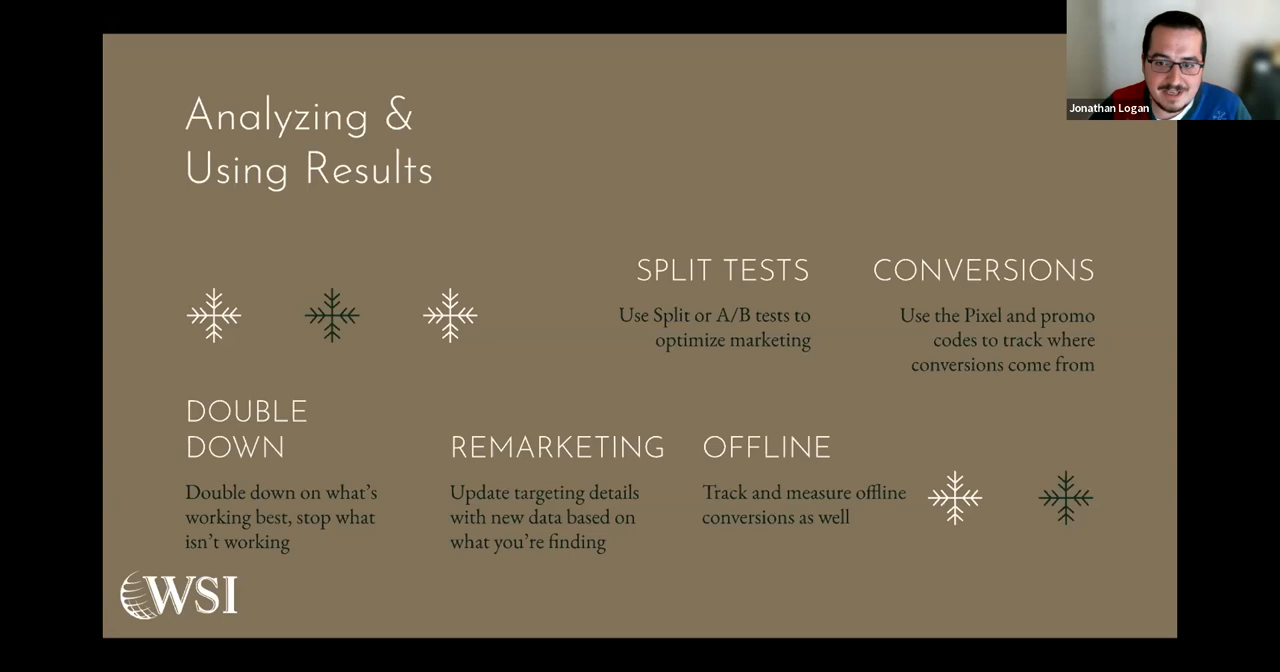 Jonathan Logan
Analyzing &
Using Results
SPLIT TESTS
Use Split or A/B tests to
optimize marketing
CONVERSIONS
Use the Pixel and promo
codes to track where
conversions come from
DOUBLE
DOWN
Double down on what's
working best, stop what
isn't working
REMARKETING
Update targeting details
with new data based on
what you're finding
OFFLINE
Track and measure offline
conversions as well
WSI